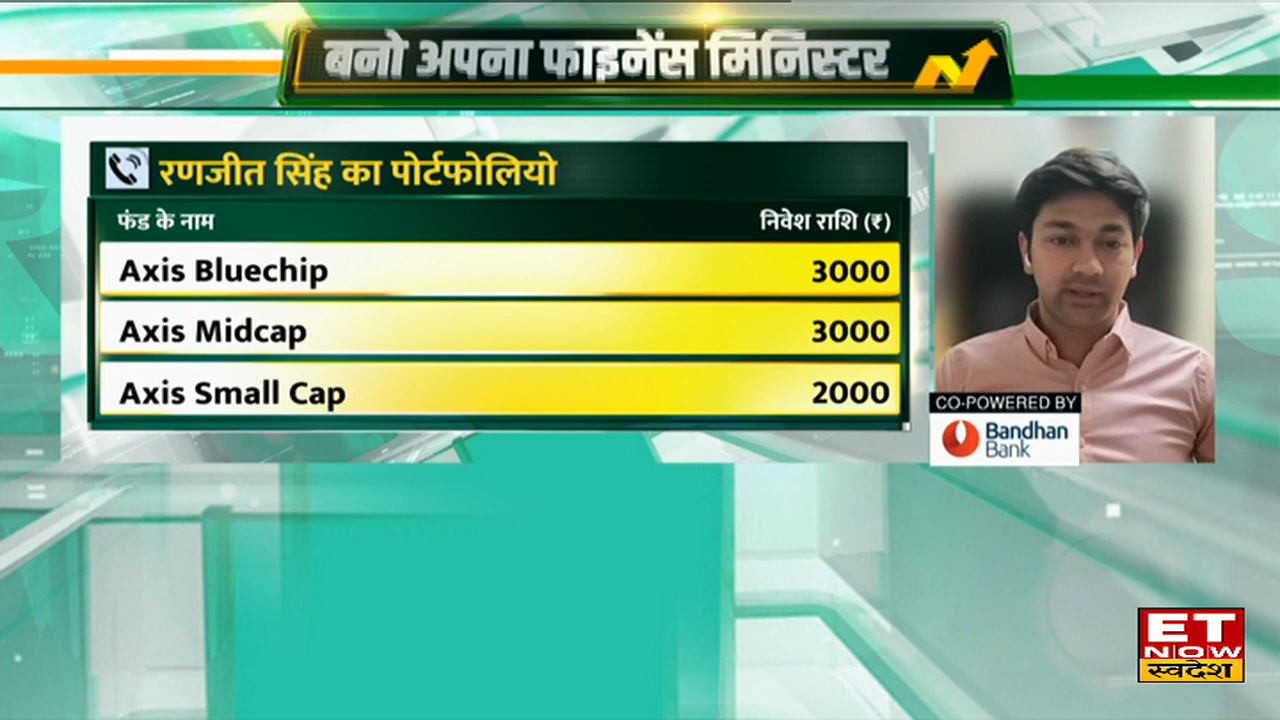 बनो अपना फाइनेंस मिनिस्टर
रणजीत सिंह का पोर्टफोलियो
फंड के नाम
निवेश राशि (₹)
Axis Bluechip
3000
Axis Midcap
3000
Axis Small Cap
2000
CO-POWERED BY
Bandhan
Bank
ET
NOW
स्वदेश